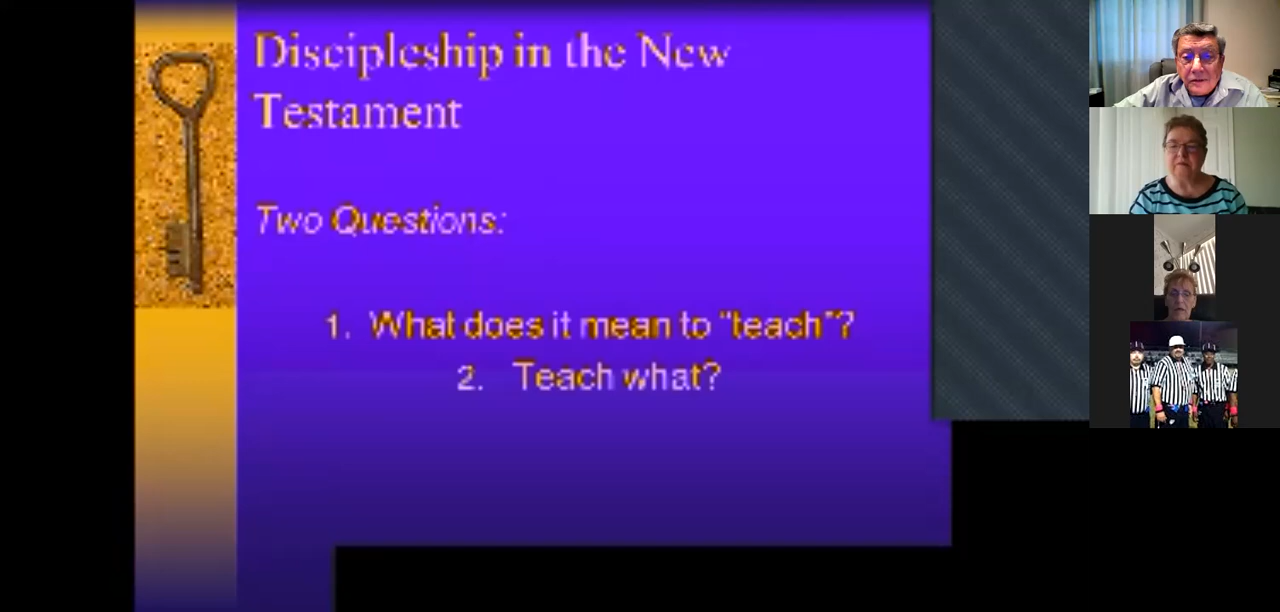 Discipleship in the New
Testament
Two Questions:
1. What does it mean to "teach"?
2. Teach what?